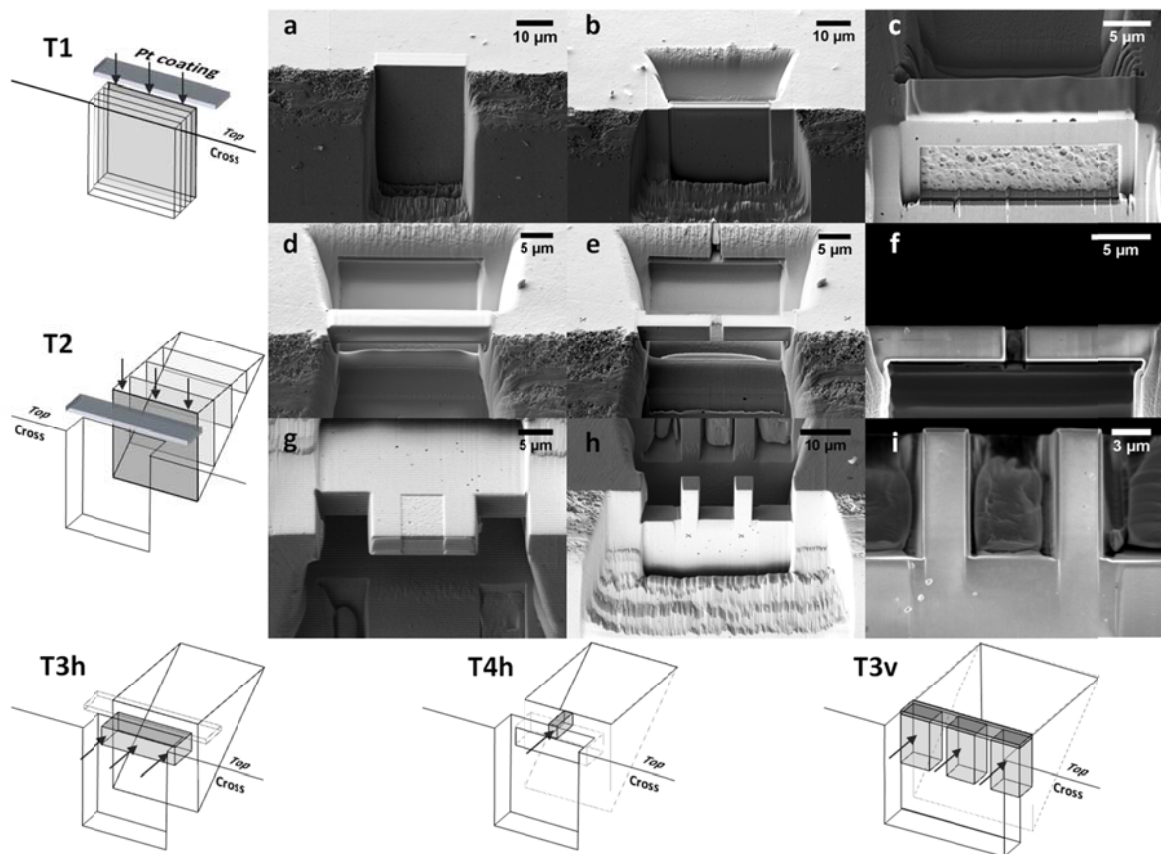 T1
Pt coating
Top
Cross
a
10 µm
b
10 µm
c
5 µm
T2
Top
Cross
d
5 µm
e
5 µm
f
5 µm
g
5 µm
h
10 µm
i
3 µm
T3h
Top
Cross
T4h
Top
Cross
T3v
Top
Cross